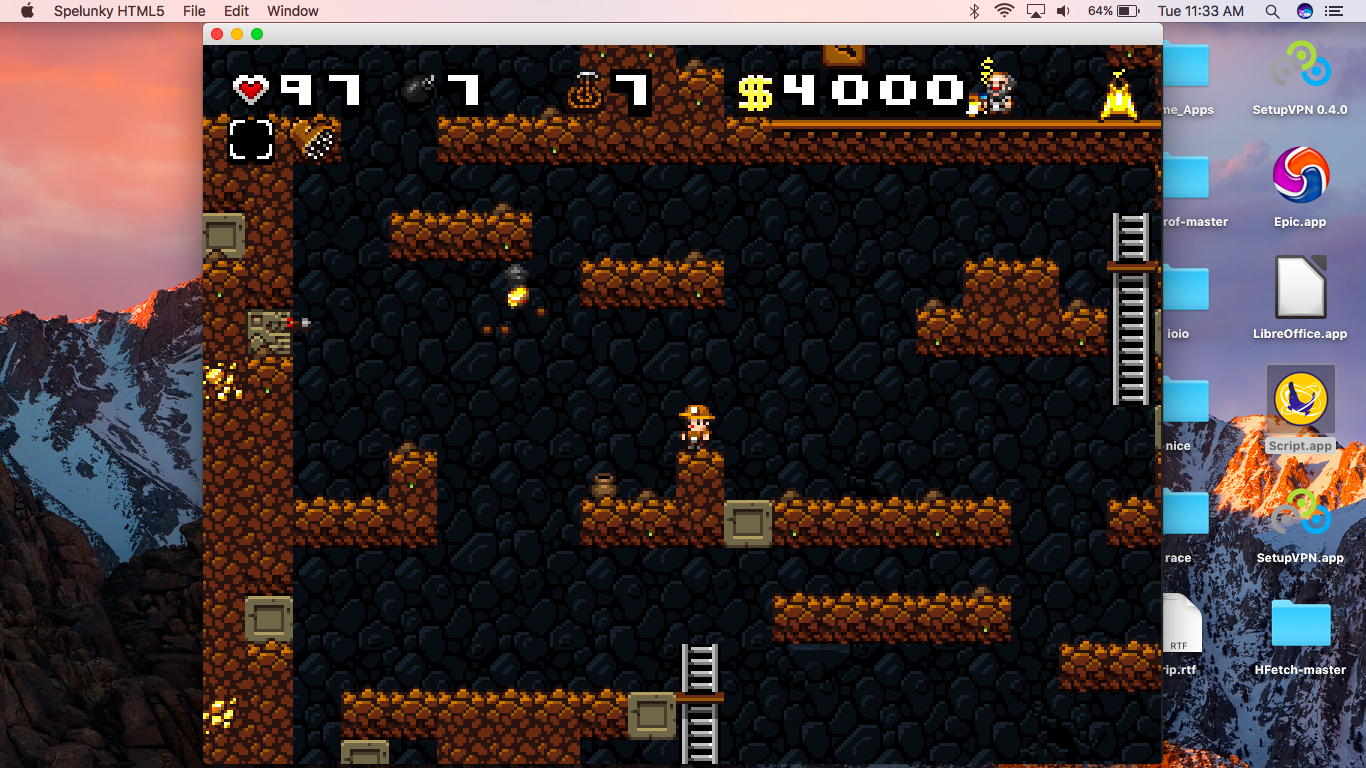 Spelunky HTML5 File Edit Window 64% Tue 11:33 AM
97 7 7 $4000
me_Apps SetupVPN 0.4.0
rof-master Epic.app
ioio LibreOffice.app
nice Script.app
race SetupVPN.app
RTF
rip.rtf HFetch-master